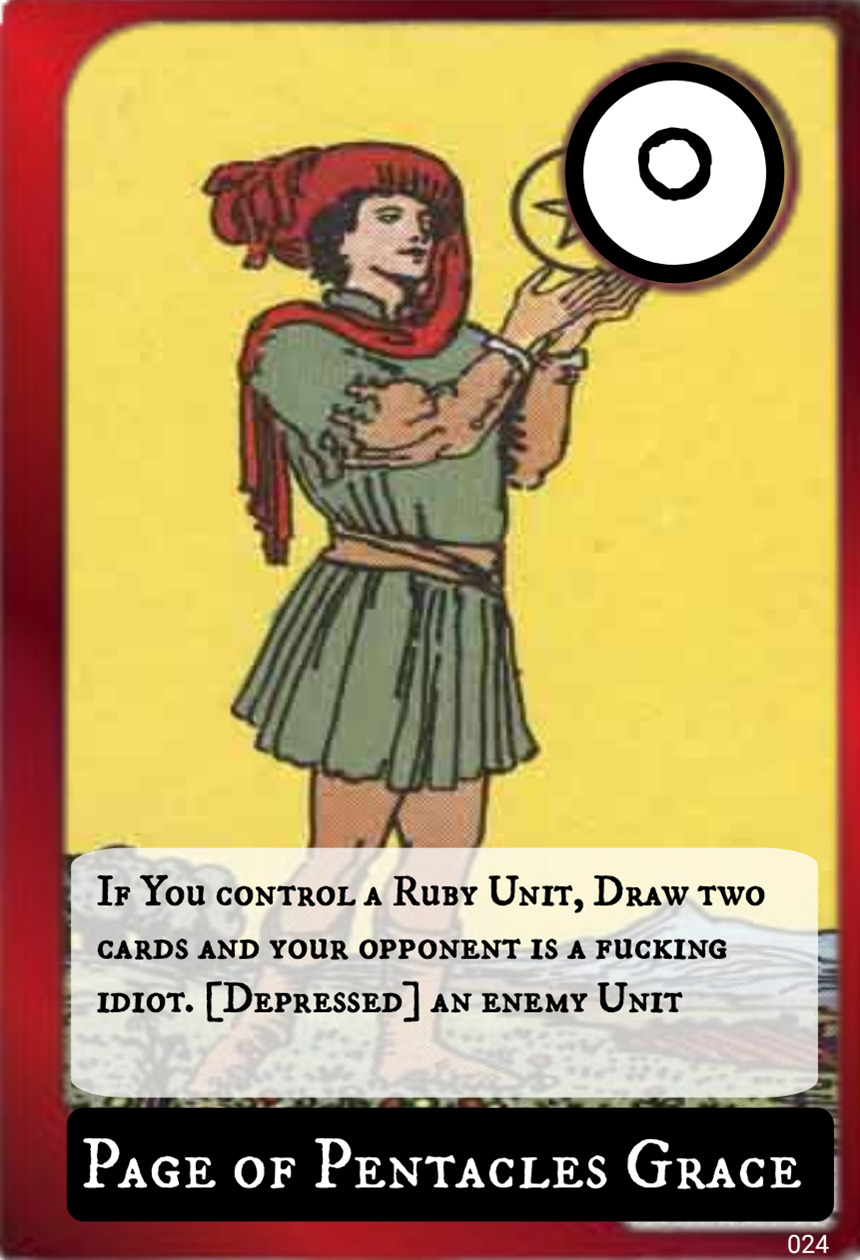 If You control a Ruby Unit, Draw two
cards and your opponent is a fucking
idiot. [Depressed] an enemy Unit
Page of Pentacles Grace
024